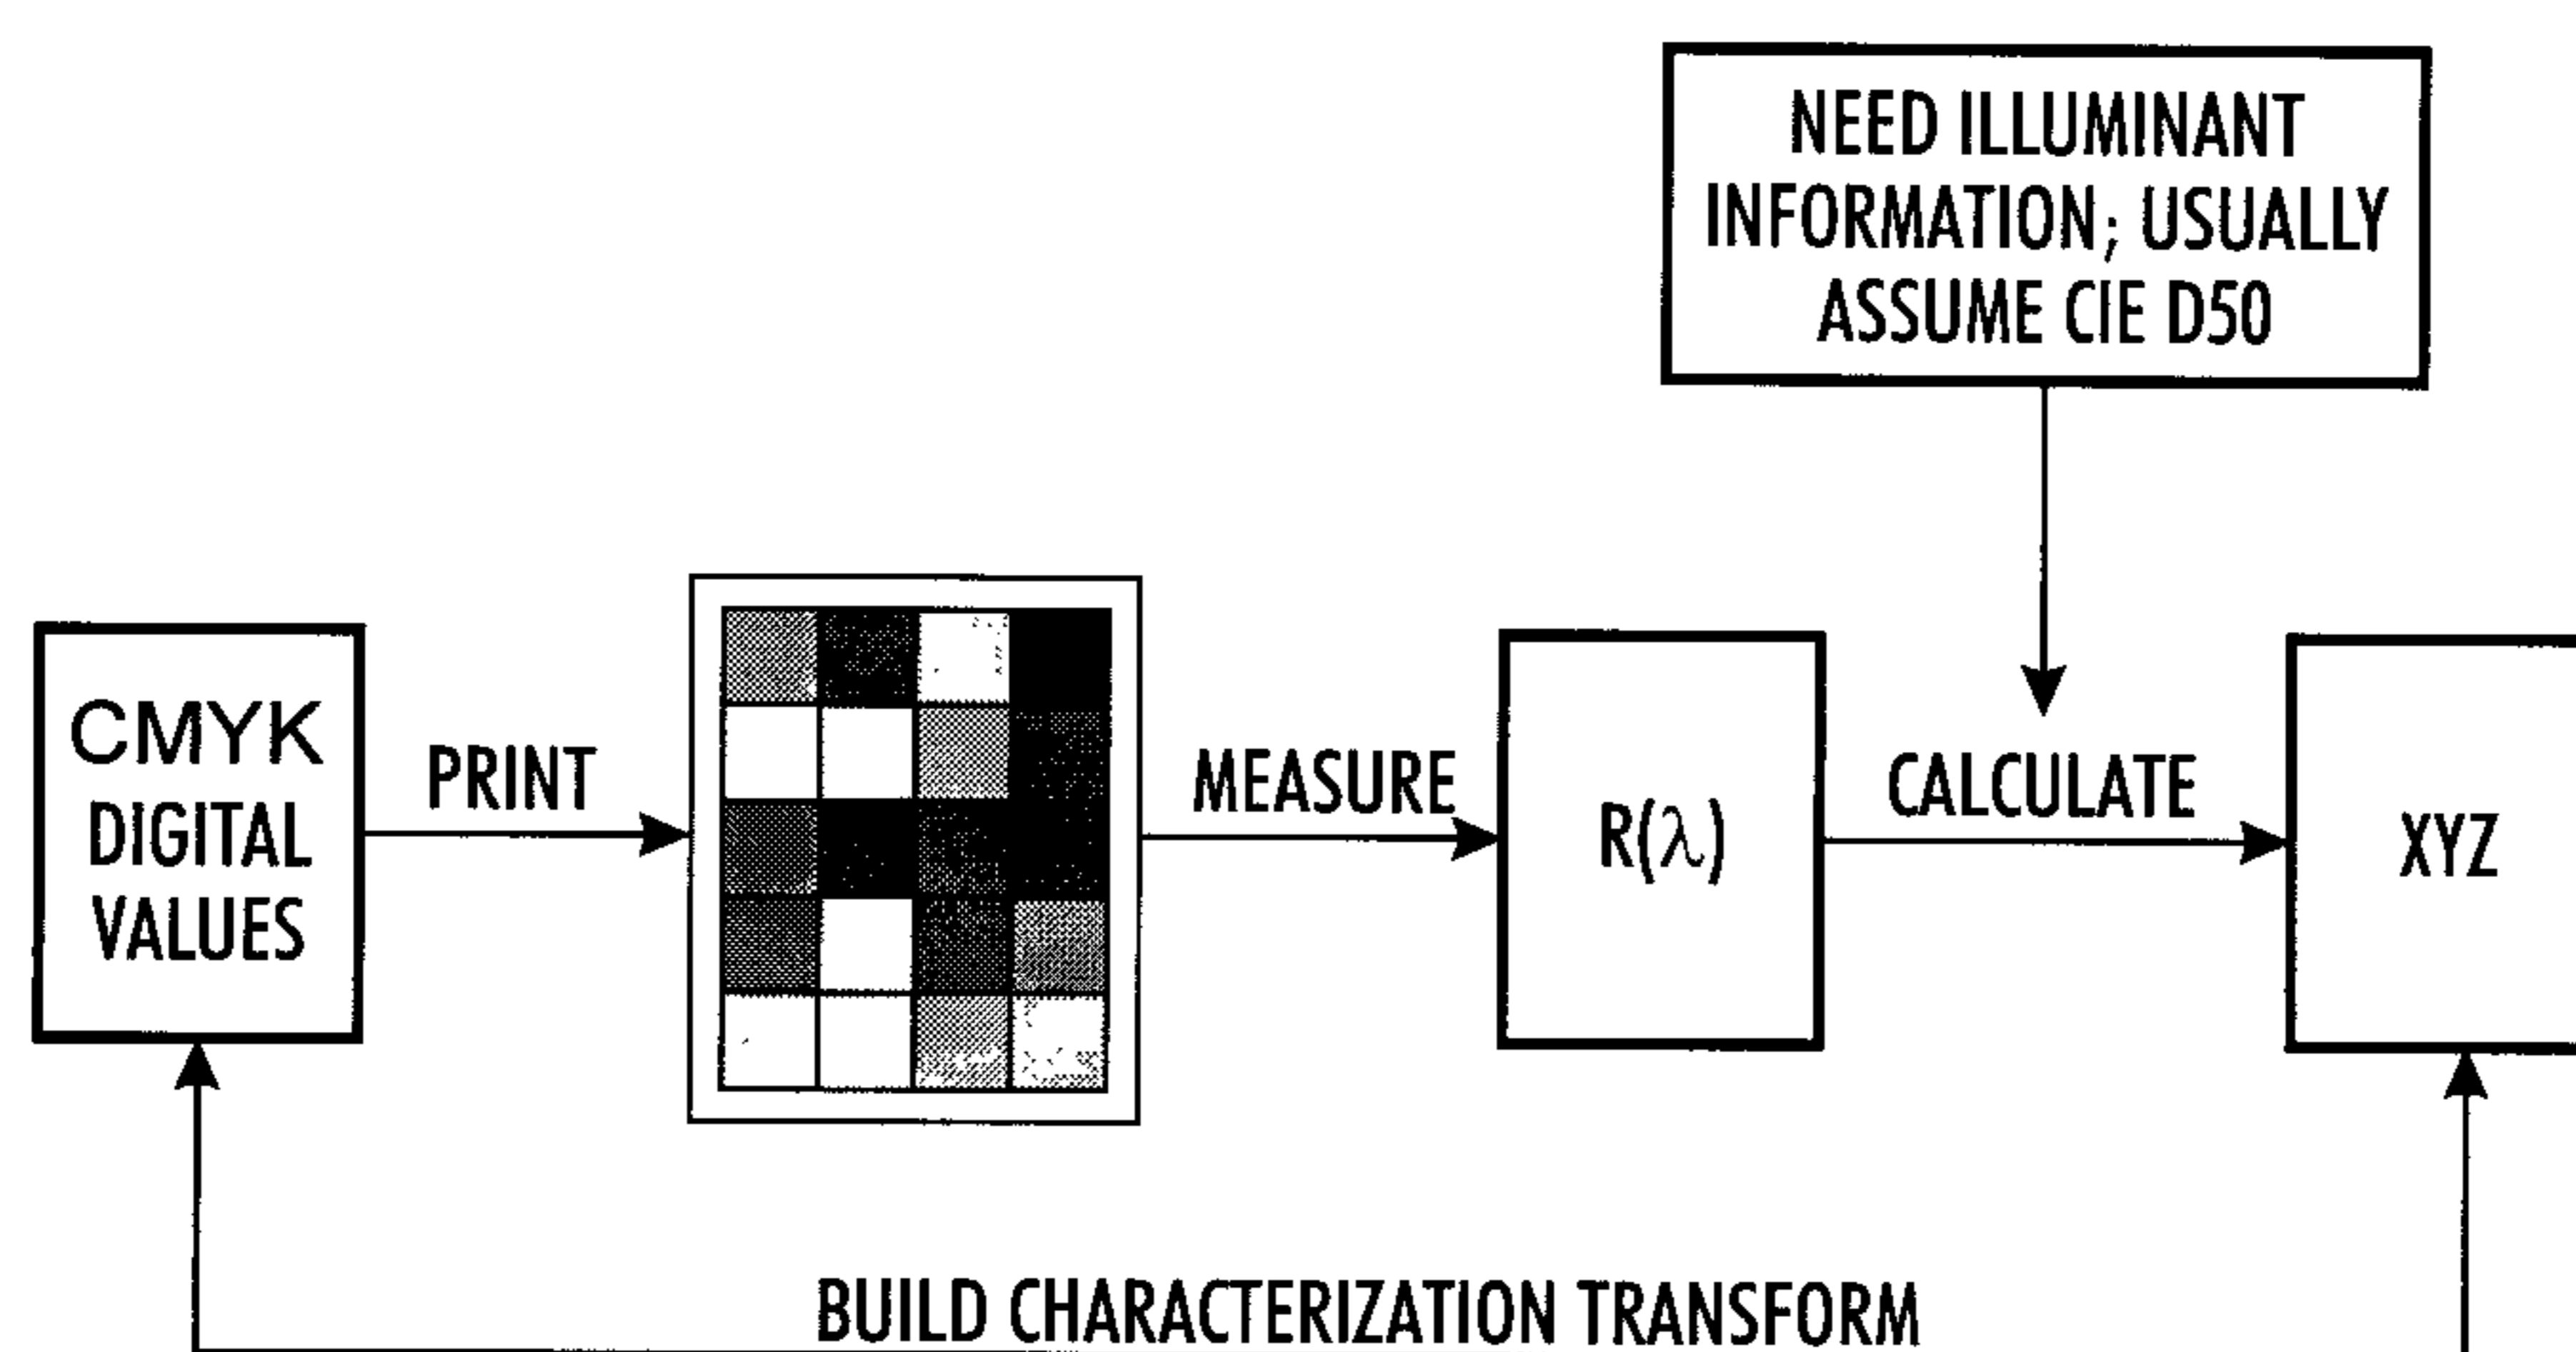 NEED ILLUMINANT
INFORMATION; USUALLY
ASSUME CIE D50
CMYK
DIGITAL
VALUES
PRINT
MEASURE
R(λ)
CALCULATE
XYZ
BUILD CHARACTERIZATION TRANSFORM